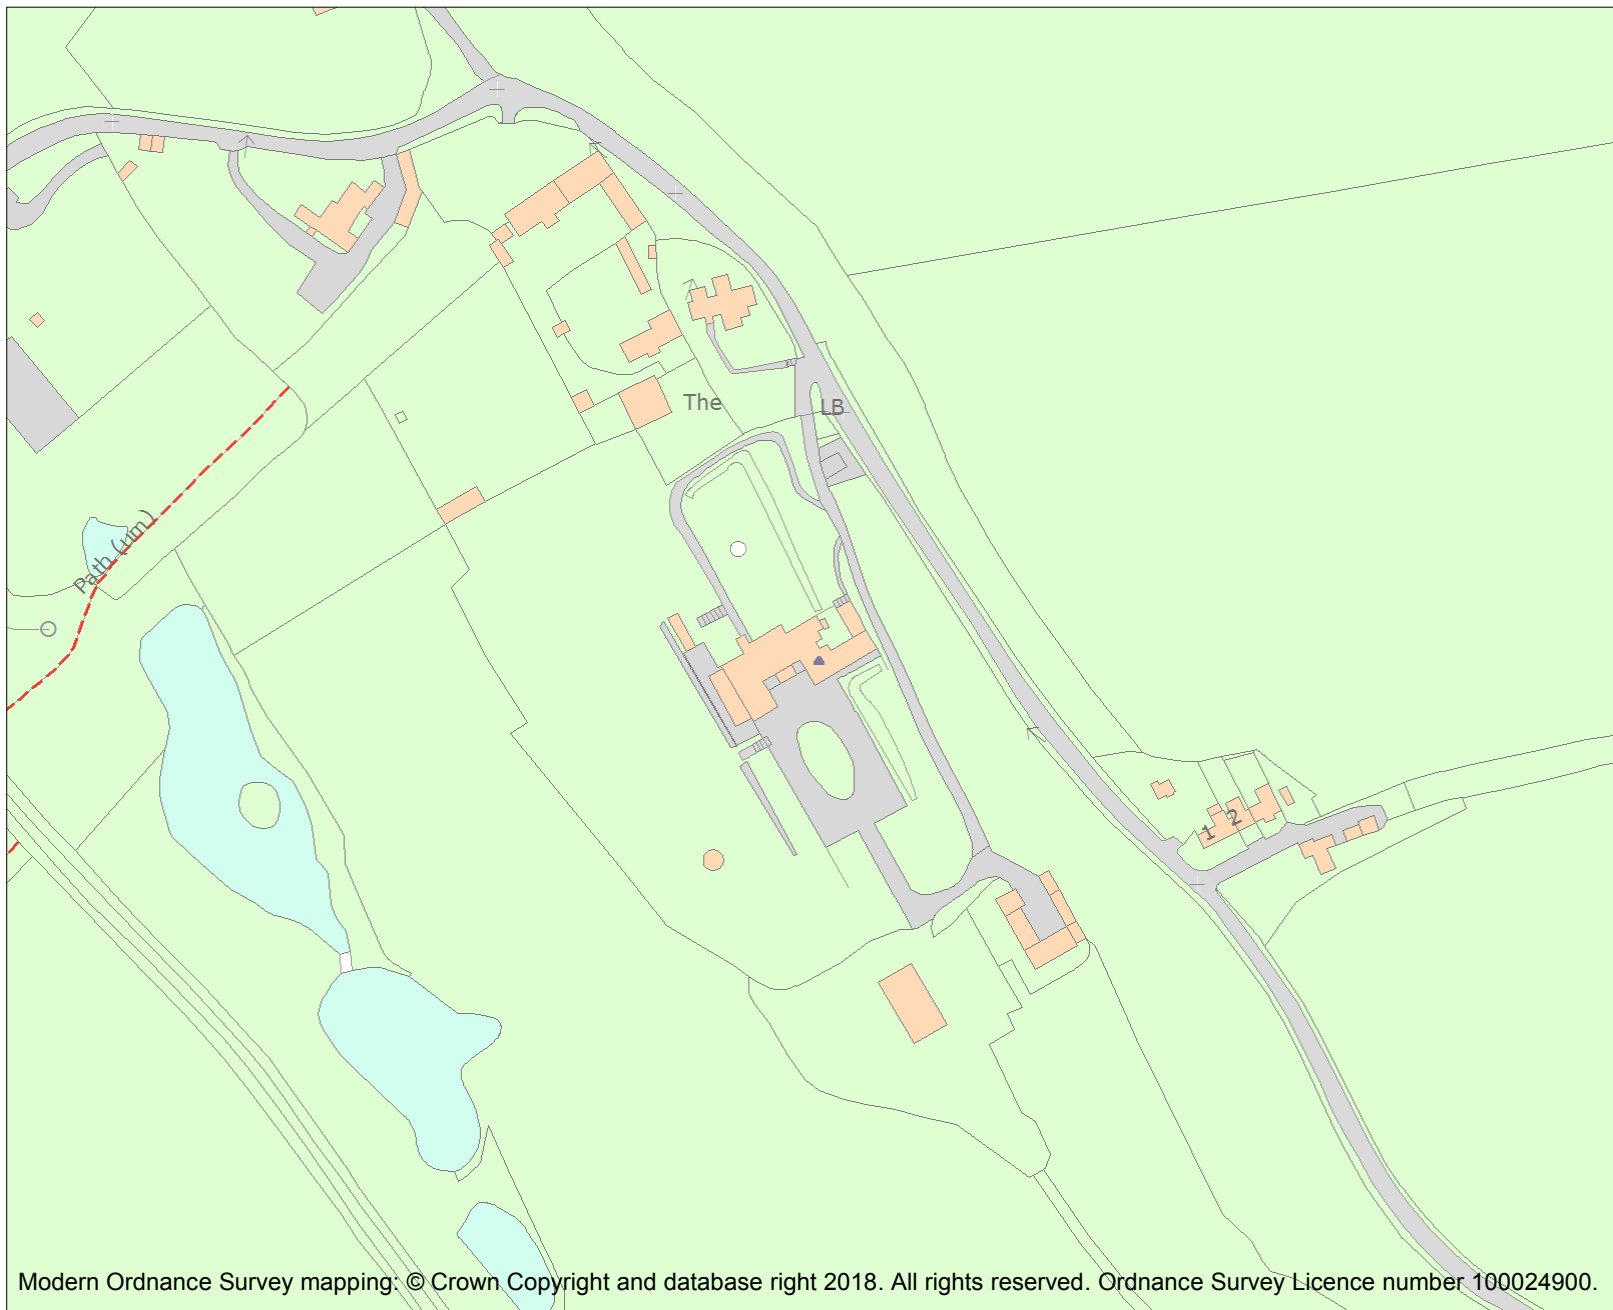 The
LB
Path (um)
1
2
Modern Ordnance Survey mapping: © Crown Copyright and database right 2018. All rights reserved. Ordnance Survey Licence number 100024900.